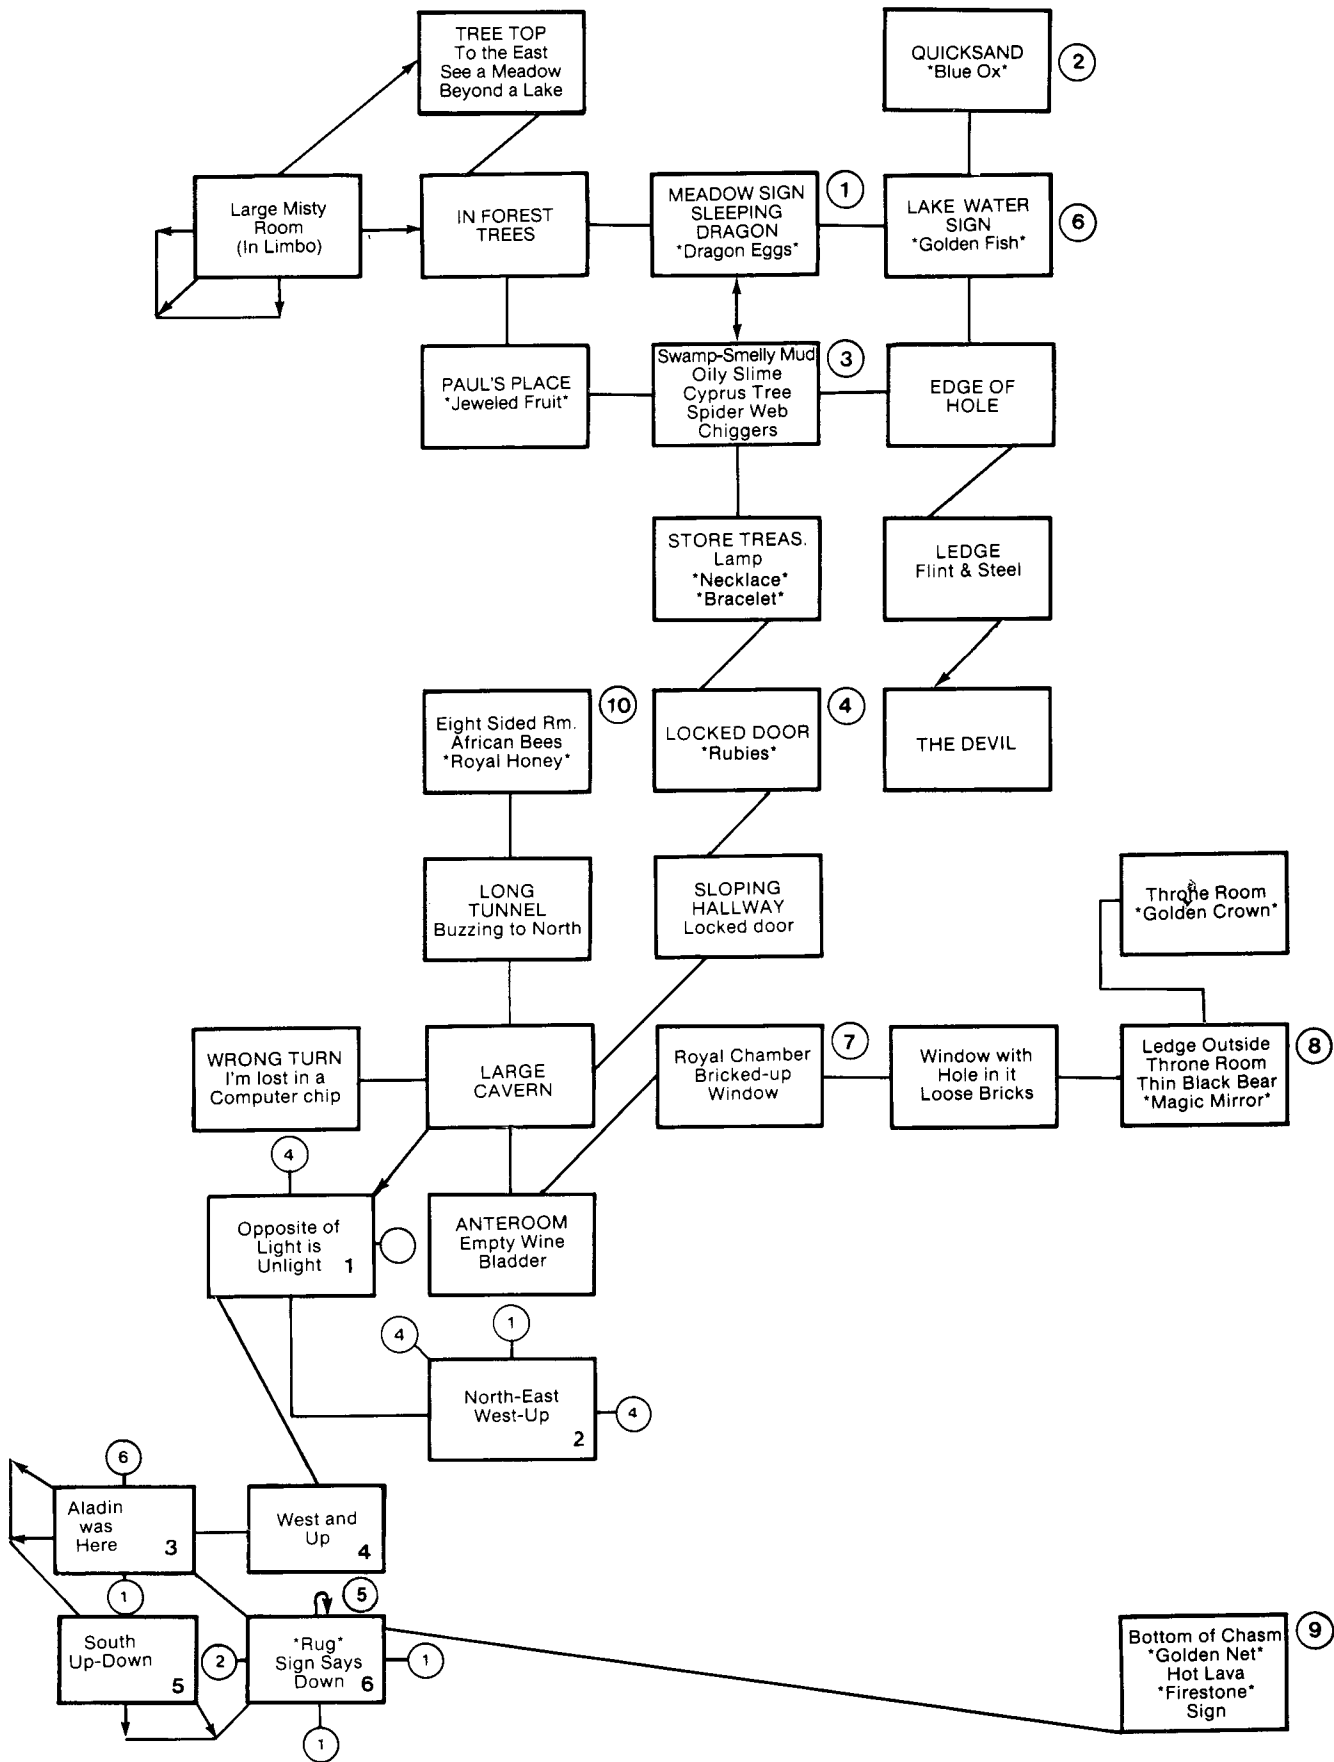 TREE TOP
To the East
See a Meadow
Beyond a Lake
QUICKSAND
*Blue Ox*
2
Large Misty
Room
(In Limbo)
IN FOREST
TREES
MEADOW SIGN
SLEEPING
DRAGON
*Dragon Eggs*
1
LAKE WATER
SIGN
*Golden Fish*
6
PAUL'S PLACE
*Jeweled Fruit*
Swamp-Smelly Mud
Oily Slime
Cyprus Tree
Spider Web
Chiggers
3
EDGE OF
HOLE
STORE TREAS.
Lamp
*Necklace*
*Bracelet*
LEDGE
Flint & Steel
Eight Sided Rm.
African Bees
*Royal Honey*
10
LOCKED DOOR
*Rubies*
4
THE DEVIL
LONG
TUNNEL
Buzzing to North
SLOPING
HALLWAY
Locked door
Throne Room
*Golden Crown*
WRONG TURN
I'm lost in a
Computer chip
LARGE
CAVERN
Royal Chamber
Bricked-up
Window
7
Window with
Hole in it
Loose Bricks
Ledge Outside
Throne Room
Thin Black Bear
*Magic Mirror*
8
4
Opposite of
Light is
Unlight 1
ANTEROOM
Empty Wine
Bladder
4
1
North-East
West-Up
2
4
6
Aladin
was
Here 3
West and
Up
4
1
5
South
Up-Down
5
2
*Rug*
Sign Says
Down 6
1
1
Bottom of Chasm
*Golden Net*
Hot Lava
*Firestone*
Sign
9